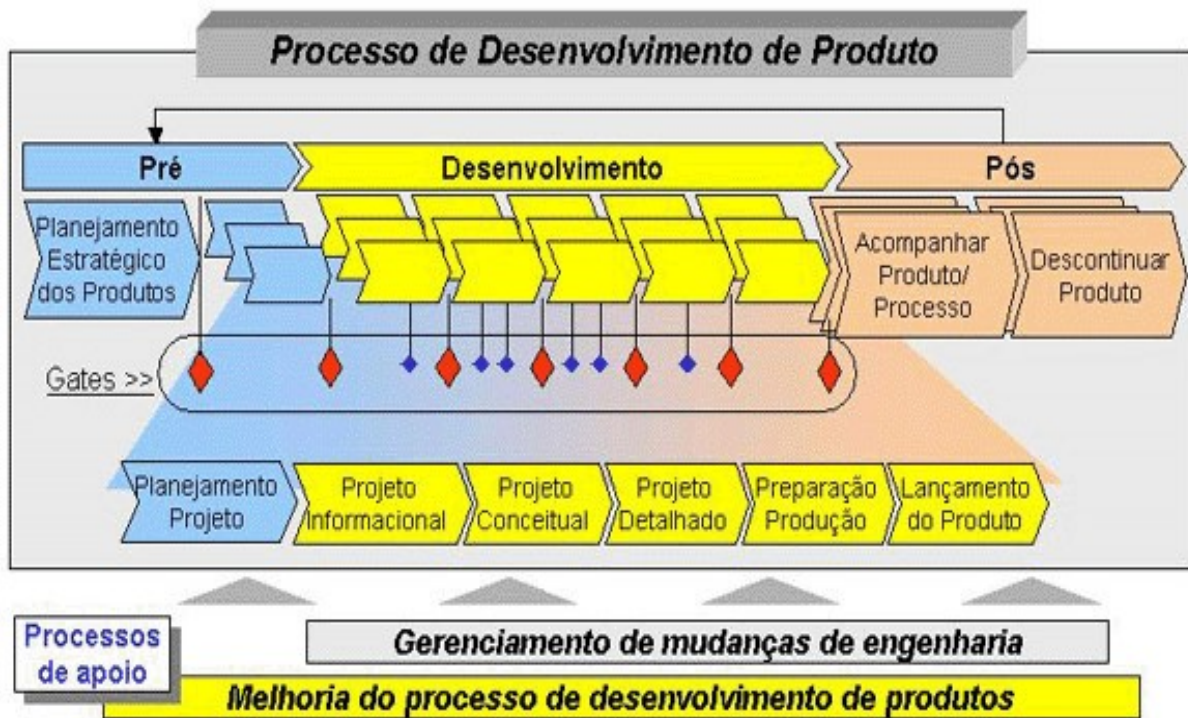 Processo de Desenvolvimento de Produto
Pré
Desenvolvimento
Pós
Planejamento
Estratégico
dos Produtos
Acompanhar
Produto/
Processo
Descontinuar
Produto
Gates >>
Planejamento
Projeto
Projeto
Informacional
Projeto
Conceitual
Projeto
Detalhado
Preparação
Produção
Lançamento
do Produto
Processos
de apoio
Gerenciamento de mudanças de engenharia
Melhoria do processo de desenvolvimento de produtos